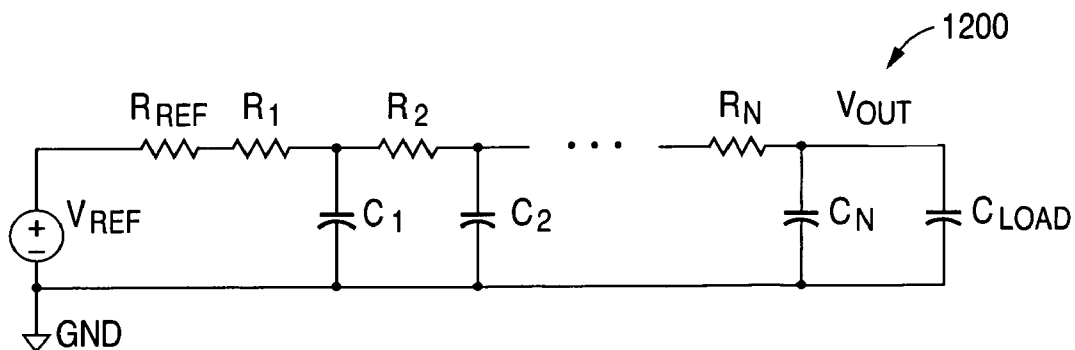 1200
R_REF R_1 R_2 ... R_N V_OUT
+
−
V_REF C_1 C_2 C_N C_LOAD
GND